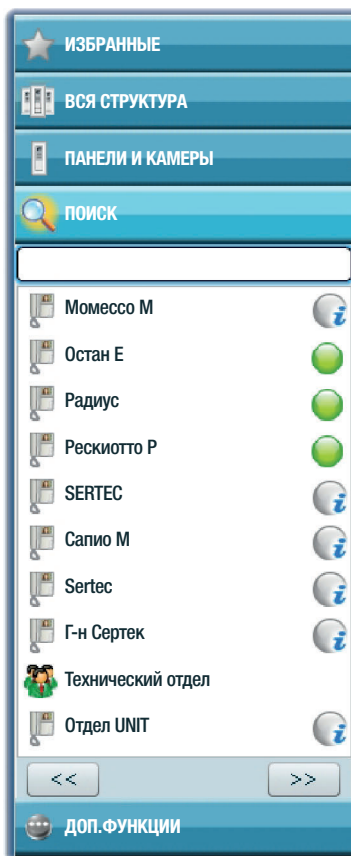 ИЗБРАННЫЕ
ВСЯ СТРУКТУРА
ПАНЕЛИ И КАМЕРЫ
ПОИСК
Момессо М
Остан Е
Радиус
Рескиотто Р
SERTEC
Сапио М
Sertec
Г-н Сертек
Технический отдел
Отдел UNIT
<< >>
ДОП.ФУНКЦИИ